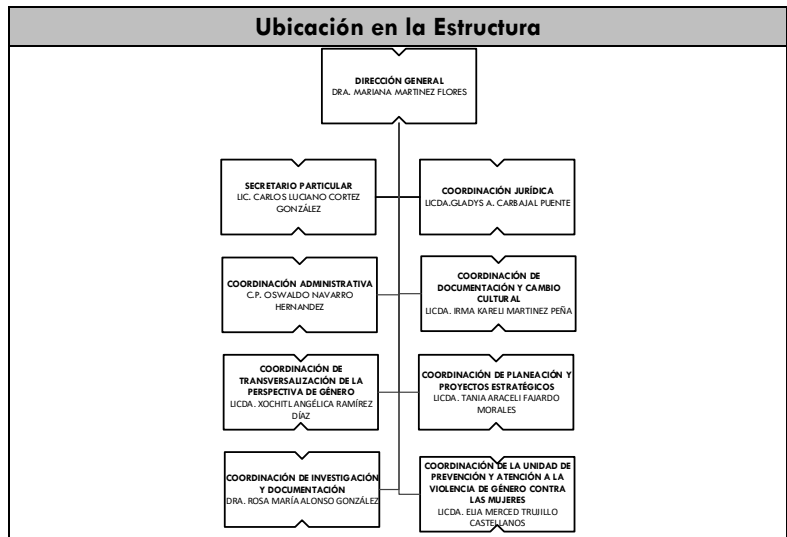 Ubicación en la Estructura
DIRECCIÓN GENERAL
DRA. MARIANA MARTINEZ FLORES
SECRETARIO PARTICULAR
LIC. CARLOS LUCIANO CORTEZ
GONZÁLEZ
COORDINACIÓN JURÍDICA
LICDA.GLADYS A. CARBAJAL PUENTE
COORDINACIÓN ADMINISTRATIVA
C.P. OSWALDO NAVARRO
HERNANDEZ
COORDINACIÓN DE
DOCUMENTACIÓN Y CAMBIO
CULTURAL
LICDA. IRMA KARELI MARTINEZ PEÑA
COORDINACIÓN DE
TRANSVERSALIZACIÓN DE LA
PERSPECTIVA DE GÉNERO
LICDA. XOCHITL ANGÉLICA RAMÍREZ
DÍAZ
COORDINACIÓN DE PLANEACIÓN Y
PROYECTOS ESTRATÉGICOS
LICDA. TANIA ARACELI FAJARDO
MORALES
COORDINACIÓN DE INVESTIGACIÓN
Y DOCUMENTACIÓN
DRA. ROSA MARÍA ALONSO GONZÁLEZ
COORDINACIÓN DE LA UNIDAD DE
PREVENCIÓN Y ATENCIÓN A LA
VIOLENCIA DE GÉNERO CONTRA
LAS MUJERES
LICDA. ELIA MERCED TRUJILLO
CASTELLANOS